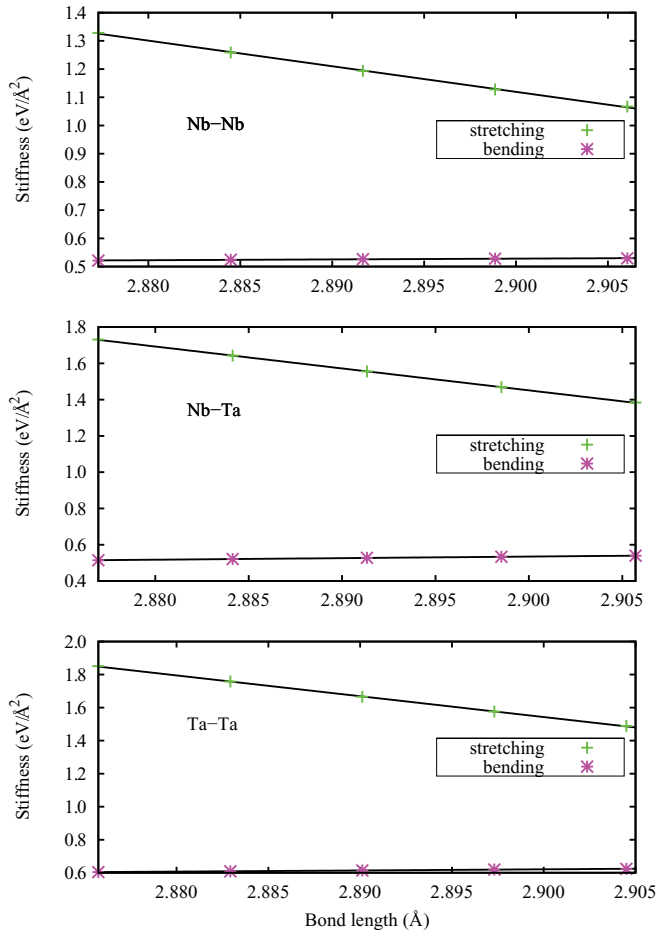 1.4
1.3
1.2
1.1
1.0
0.9
0.8
0.7
0.6
0.5
Stiffness (eV/Å²)
Nb−Nb
stretching
bending
2.880 2.885 2.890 2.895 2.900 2.905
1.8
1.6
1.4
1.2
1.0
0.8
0.6
0.4
Stiffness (eV/Å²)
Nb−Ta
stretching
bending
2.880 2.885 2.890 2.895 2.900 2.905
2.0
1.8
1.6
1.4
1.2
1.0
0.8
0.6
Stiffness (eV/Å²)
Ta−Ta
stretching
bending
2.880 2.885 2.890 2.895 2.900 2.905
Bond length (Å)